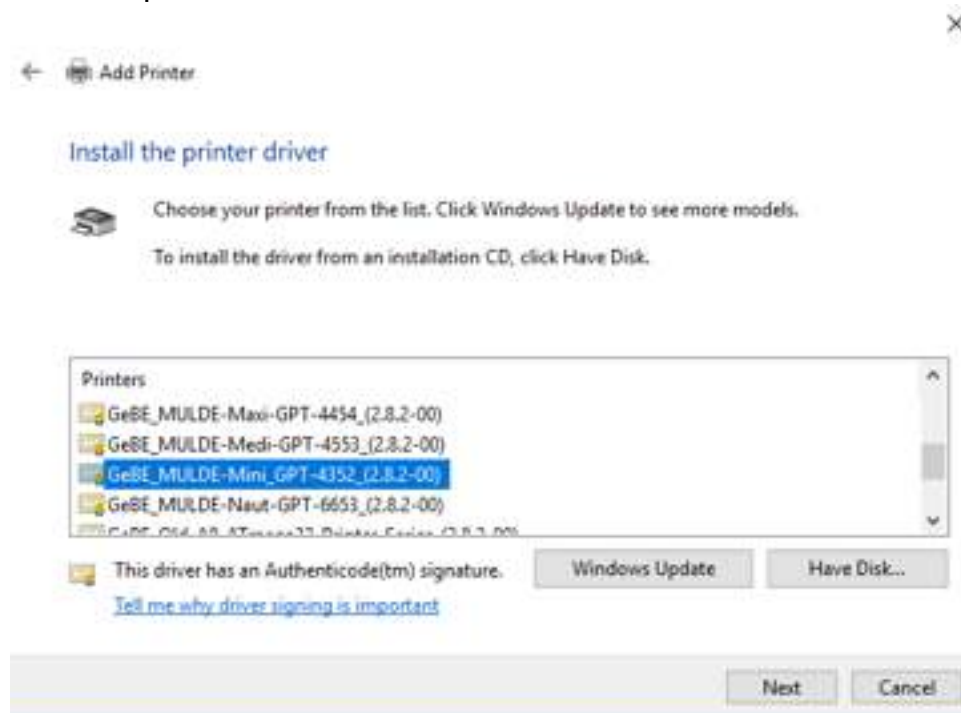 Add Printer
Install the printer driver
Choose your printer from the list. Click Windows Update to see more models.
To install the driver from an installation CD, click Have Disk.
Printers
GeBE_MULDE-Maxi-GPT-4454_(2.8.2-00)
GeBE_MULDE-Medi-GPT-4553_(2.8.2-00)
GeBE_MULDE-Mini_GPT-4352_(2.8.2-00)
GeBE_MULDE-Naut-GPT-6653_(2.8.2-00)
This driver has an Authenticode(tm) signature.
Windows Update
Have Disk...
Tell me why driver signing is important
Next
Cancel